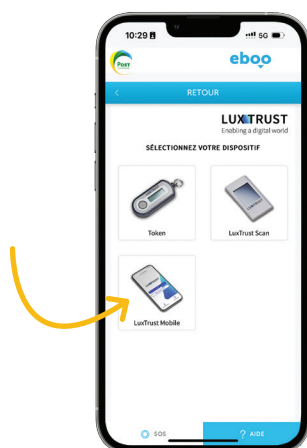 10:29
5G
POST
eboo
RETOUR
LUXTRUST
Enabling a digital world
SÉLECTIONNEZ VOTRE DISPOSITIF
Token
LuxTrust Scan
LuxTrust Mobile
SOS
? AIDE